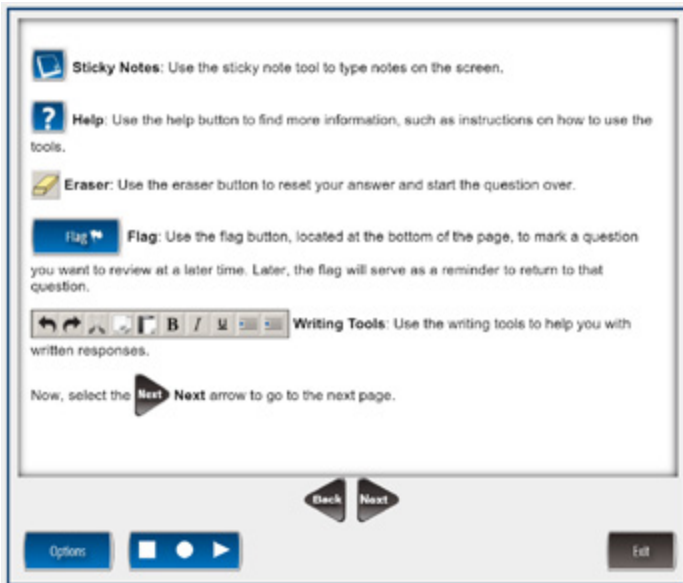 Sticky Notes: Use the sticky note tool to type notes on the screen.
? Help: Use the help button to find more information, such as instructions on how to use the
tools.
Eraser: Use the eraser button to reset your answer and start the question over.
Flag Flag: Use the flag button, located at the bottom of the page, to mark a question
you want to review at a later time. Later, the flag will serve as a reminder to return to that
question.
B I U Writing Tools: Use the writing tools to help you with
written responses.
Now, select the Next Next arrow to go to the next page.
Back Next
Options
Exit